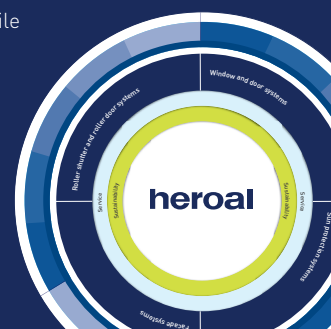 ile
Window and door systems
Roller shutter and roller door systems
Service
Sustainability
heroal
Sustainability
Service
Sun protection systems
Facade systems